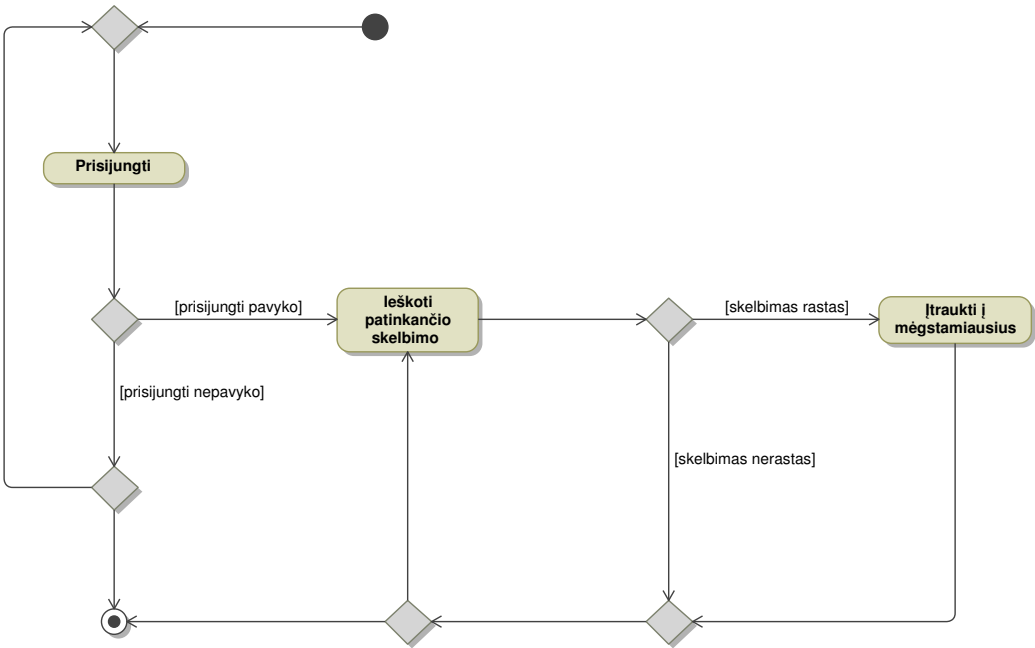 Prisijungti
[prisijungti pavyko]
Ieškoti
patinkančio
skelbimo
[skelbimas rastas]
Įtraukti į
mėgstamiausius
[prisijungti nepavyko]
[skelbimas nerastas]